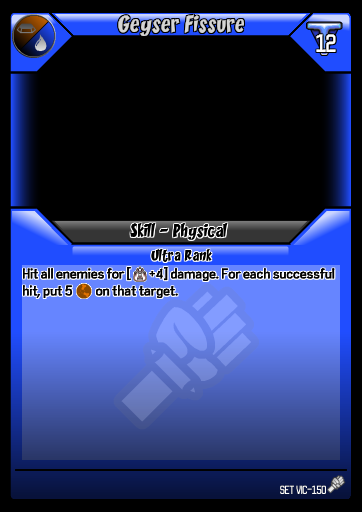 Geyser Fissure
12
Skill - Physical
Ultra Rank
Hit all enemies for [ +4] damage. For each successful
hit, put 5 on that target.
SET VIC-150